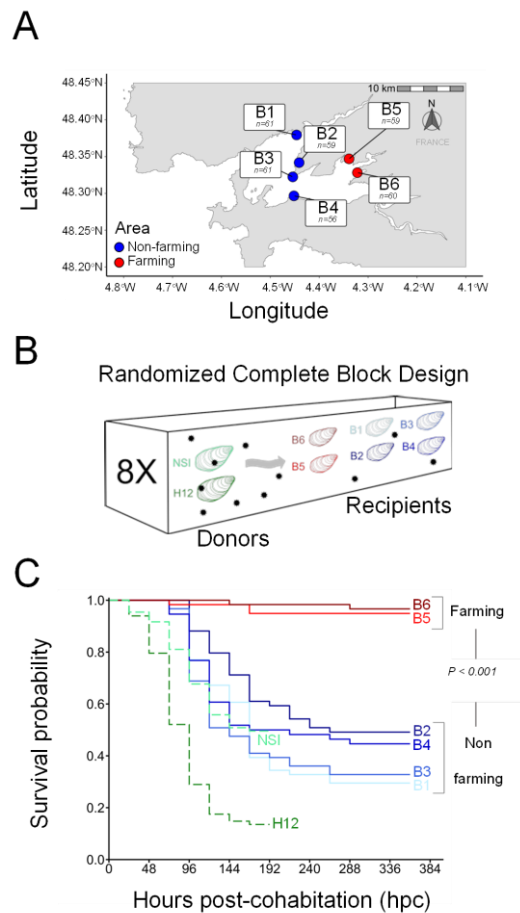 A
48.45°N
48.40°N
48.35°N
48.30°N
48.25°N
48.20°N
Latitude
10 km
N
FRANCE
B1
n=61
B2
n=59
B3
n=61
B4
n=56
B5
n=59
B6
n=60
Area
Non-farming
Farming
4.8°W
4.7°W
4.6°W
4.5°W
4.4°W
4.3°W
4.2°W
4.1°W
Longitude
B
Randomized Complete Block Design
8X
NSI
H12
B6
B5
B1
B2
B3
B4
Donors
Recipients
C
Survival probability
1.0
0.8
0.6
0.4
0.2
0.0
B6
B5
Farming
P < 0.001
B2
B4
NSI
Non
farming
B3
B1
H12
0
48
96
144
192
240
288
336
384
Hours post-cohabitation (hpc)